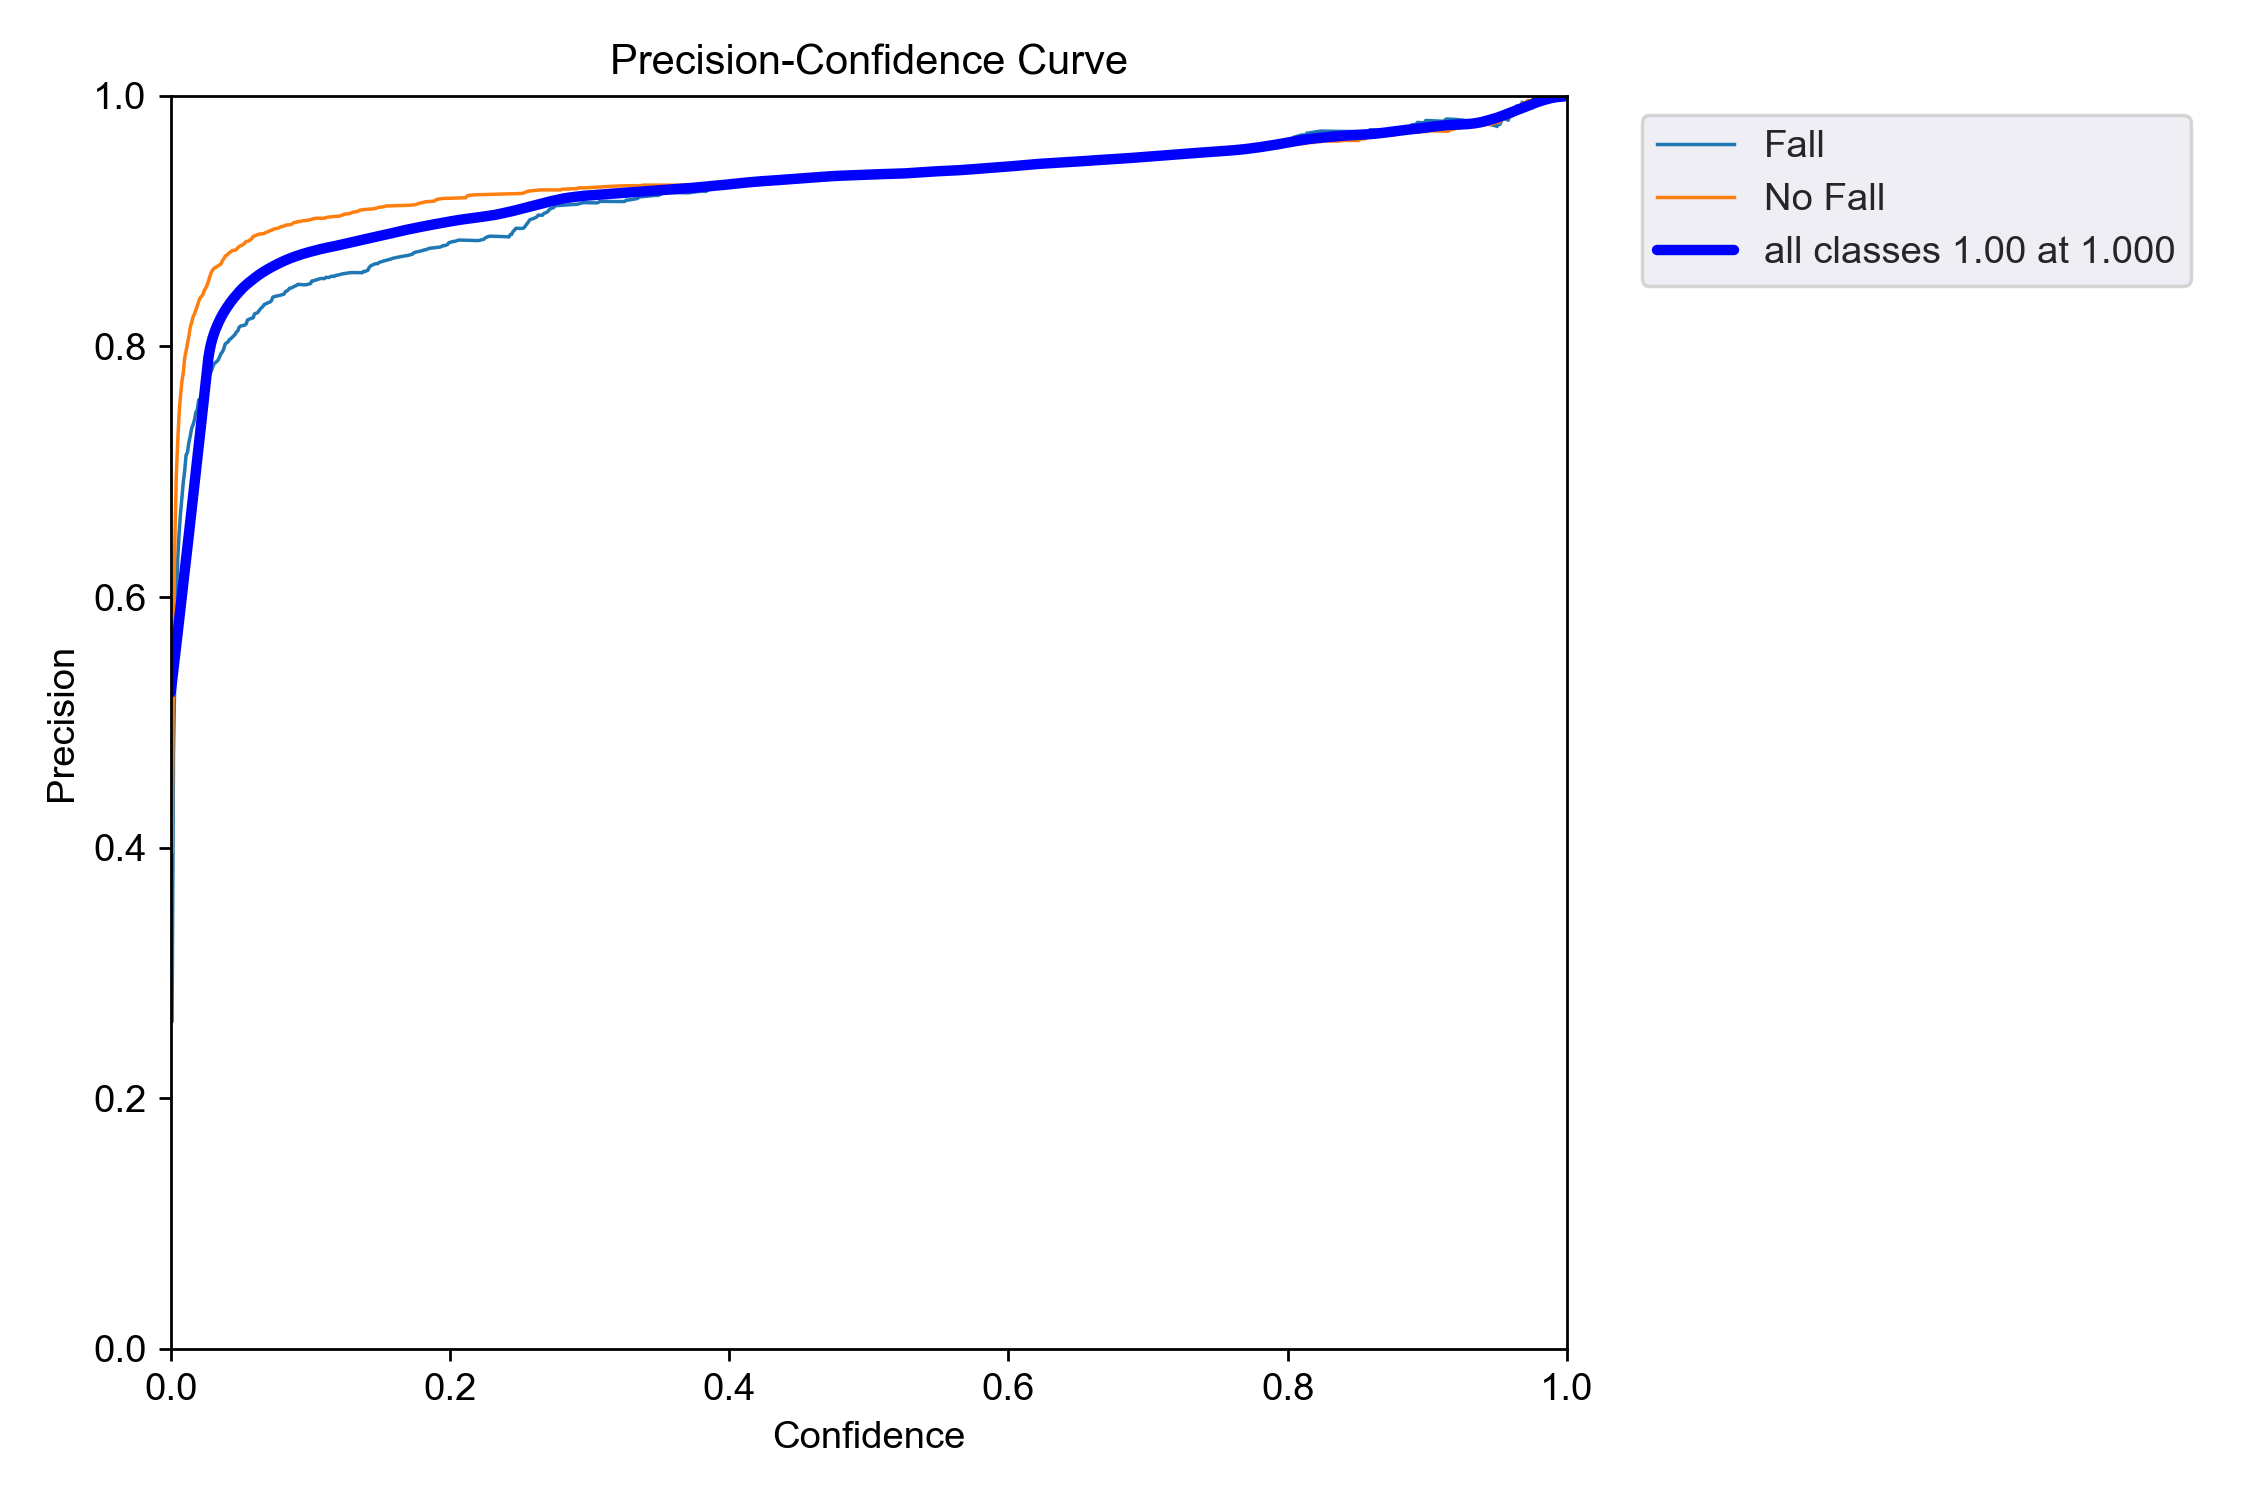 Precision-Confidence Curve
1.0
0.8
0.6
0.4
0.2
0.0
Precision
0.0 0.2 0.4 0.6 0.8 1.0
Confidence
Fall
No Fall
all classes 1.00 at 1.000